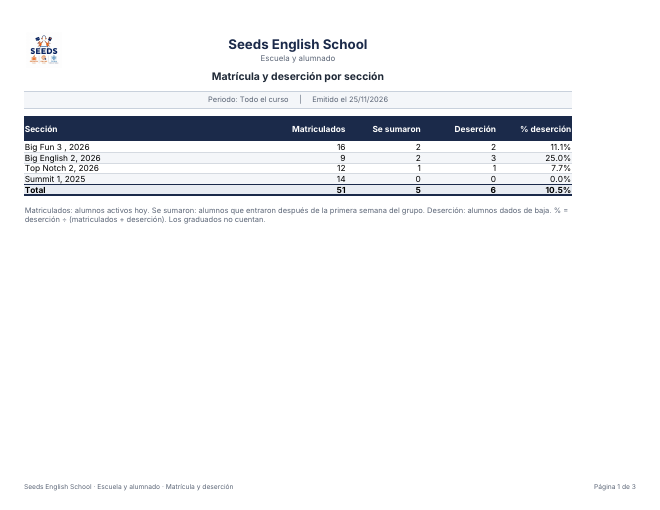 SEEDS
Seeds English School
Escuela y alumnado
Matrícula y deserción por sección
Periodo: Todo el curso | Emitido el 25/11/2026
Sección Matriculados Se sumaron Deserción % deserción
Big Fun 3 , 2026 16 2 2 11.1%
Big English 2, 2026 9 2 3 25.0%
Top Notch 2, 2026 12 1 1 7.7%
Summit 1, 2025 14 0 0 0.0%
Total 51 5 6 10.5%
Matriculados: alumnos activos hoy. Se sumaron: alumnos que entraron después de la primera semana del grupo. Deserción: alumnos dados de baja. % =
deserción ÷ (matriculados + deserción). Los graduados no cuentan.
Seeds English School · Escuela y alumnado · Matrícula y deserción Página 1 de 3